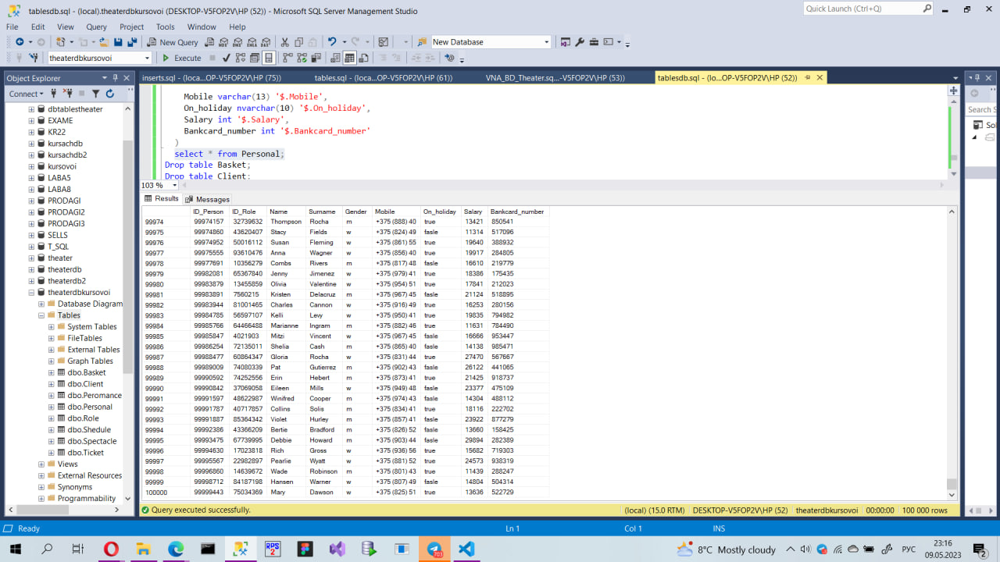 tablesdb.sql - (local).theaterdbkursovoi (DESKTOP-V5FOP2V\HP (52)) - Microsoft SQL Server Management Studio
Quick Launch (Ctrl+Q)
File Edit View Query Project Tools Window Help
New Query New Database
theaterdbkursovoi Execute
Object Explorer
inserts.sql - (loca...OP-V5FOP2V\HP (75)) tables.sql - (loca...OP-V5FOP2V\HP (61)) VNA_BD_Theater.sq...-V5FOP2V\HP (53)) tablesdb.sql - (loca...OP-V5FOP2V\HP (52))
Connect
dbtablestheater
EXAME
KR22
kursachdb
kursachdb2
kursovoi
LABA5
LABA8
PRODAGI
PRODAGI2
PRODAGI3
SELLS
T_SQL
theater
theaterdb
theaterdb2
theaterdbkursovoi
Database Diagram
Tables
System Tables
FileTables
External Tables
Graph Tables
dbo.Basket
dbo.Client
dbo.Peromance
dbo.Personal
dbo.Role
dbo.Shedule
dbo.Spectacle
dbo.Ticket
Views
External Resources
Synonyms
Programmability
Mobile varchar(13) '$.Mobile',
On_holiday nvarchar(10) '$.On_holiday',
Salary int '$.Salary',
Bankcard_number int '$.Bankcard_number'
)
select * from Personal;
Drop table Basket;
Drop table Client;
103 %
Results Messages
ID_Person ID_Role Name Surname Gender Mobile On_holiday Salary Bankcard_number
99974 99974157 32739632 Thompson Rocha m +375 (888) 40 true 13421 850541
99975 99974860 43620407 Stacy Fields w +375 (824) 49 fasle 11314 517096
99976 99974952 50016112 Susan Fleming w +375 (861) 55 true 19640 388932
99977 99975555 93610476 Anna Wagner w +375 (856) 40 true 19917 284805
99978 99977691 10356279 Combs Rivers m +375 (817) 48 fasle 16610 219779
99979 99982081 65367840 Jenny Jimenez w +375 (979) 41 true 18386 175435
99980 99983879 13455859 Olivia Valentine w +375 (954) 51 true 17841 212023
99981 99983891 7560215 Kristen Delacruz m +375 (967) 45 fasle 21124 518895
99982 99983944 81001465 Charles Cannon w +375 (916) 49 true 16253 280156
99983 99984785 56597107 Kelli Levy w +375 (950) 41 true 19835 794982
99984 99985766 64466488 Marianne Ingram m +375 (882) 46 true 11631 784490
99985 99985847 4021903 Mitzi Vincent w +375 (967) 45 fasle 16666 953447
99986 99986254 72135011 Shelia Cash m +375 (865) 40 fasle 14138 985471
99987 99988477 60864347 Gloria Rocha w +375 (831) 44 true 27470 567667
99988 99989009 74080339 Pat Gutierrez m +375 (902) 43 fasle 26122 441065
99989 99990592 74252556 Erin Hebert m +375 (873) 41 true 21425 918737
99990 99990842 37069058 Eileen Mills w +375 (949) 48 fasle 23377 475109
99991 99991597 48622987 Winifred Cooper m +375 (974) 43 fasle 14304 488112
99992 99991787 40717857 Collins Solis m +375 (834) 41 true 18116 222702
99993 99991887 85364342 Violet Hurley m +375 (857) 41 fasle 23922 877279
99994 99992386 43366209 Bertie Bradford m +375 (826) 52 fasle 13660 158425
99995 99993475 67739995 Debbie Howard m +375 (903) 44 fasle 29894 282389
99996 99994630 17023818 Rich Gross w +375 (936) 56 true 15682 719303
99997 99995567 22982897 Pearlie Wyatt w +375 (881) 52 true 24573 938319
99998 99996860 14639672 Wade Robinson m +375 (801) 43 true 11439 288247
99999 99998712 84187198 Hansen Warner w +375 (807) 49 fasle 14804 504314
100000 99999443 75034369 Mary Dawson w +375 (825) 51 true 13636 522729
Query executed successfully. (local) (15.0 RTM) DESKTOP-V5FOP2V\HP (52) theaterdbkursovoi 00:00:00 100 000 rows
Search S
Sol
Ready Ln 1 Col 1 INS
RPS 2
703
8°C Mostly cloudy
РУС
23:16
09.05.2023
2